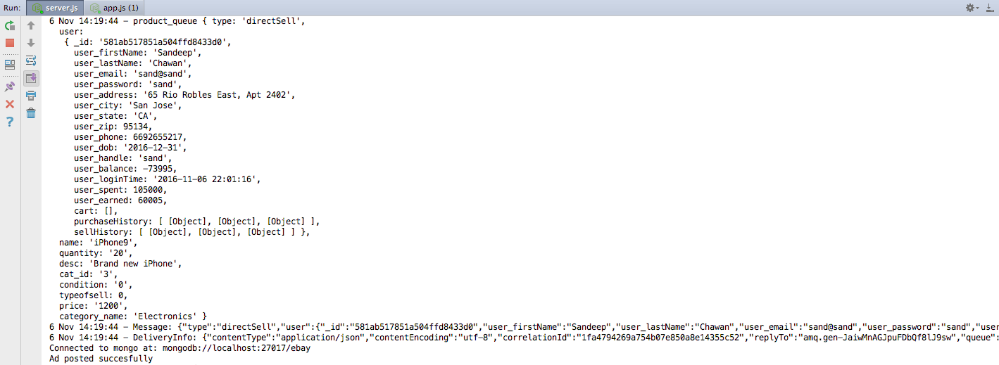 Run: server.js app.js (1)
6 Nov 14:19:44 - product_queue { type: 'directSell',
user:
{ _id: '581ab517851a504ffd8433d0',
user_firstName: 'Sandeep',
user_lastName: 'Chawan',
user_email: 'sand@sand',
user_password: 'sand',
user_address: '65 Rio Robles East, Apt 2402',
user_city: 'San Jose',
user_state: 'CA',
user_zip: 95134,
user_phone: 6692655217,
user_dob: '2016-12-31',
user_handle: 'sand',
user_balance: -73995,
user_loginTime: '2016-11-06 22:01:16',
user_spent: 105000,
user_earned: 60005,
cart: [],
purchaseHistory: [ [Object], [Object], [Object] ],
sellHistory: [ [Object], [Object], [Object] ] },
name: 'iPhone9',
quantity: '20',
desc: 'Brand new iPhone',
cat_id: '3',
condition: '0',
typeofsell: 0,
price: '1200',
category_name: 'Electronics' }
6 Nov 14:19:44 - Message: {"type":"directSell","user":{"_id":"581ab517851a504ffd8433d0","user_firstName":"Sandeep","user_lastName":"Chawan","user_email":"sand@sand","user_password":"sand","user
6 Nov 14:19:44 - DeliveryInfo: {"contentType":"application/json","contentEncoding":"utf-8","correlationId":"1fa4794269a754b07e850a8e14355c52","replyTo":"amq.gen-JaiwMnAGJpuFDbQf8lJ9sw","queue":
Connected to mongo at: mongodb://localhost:27017/ebay
Ad posted succesfully